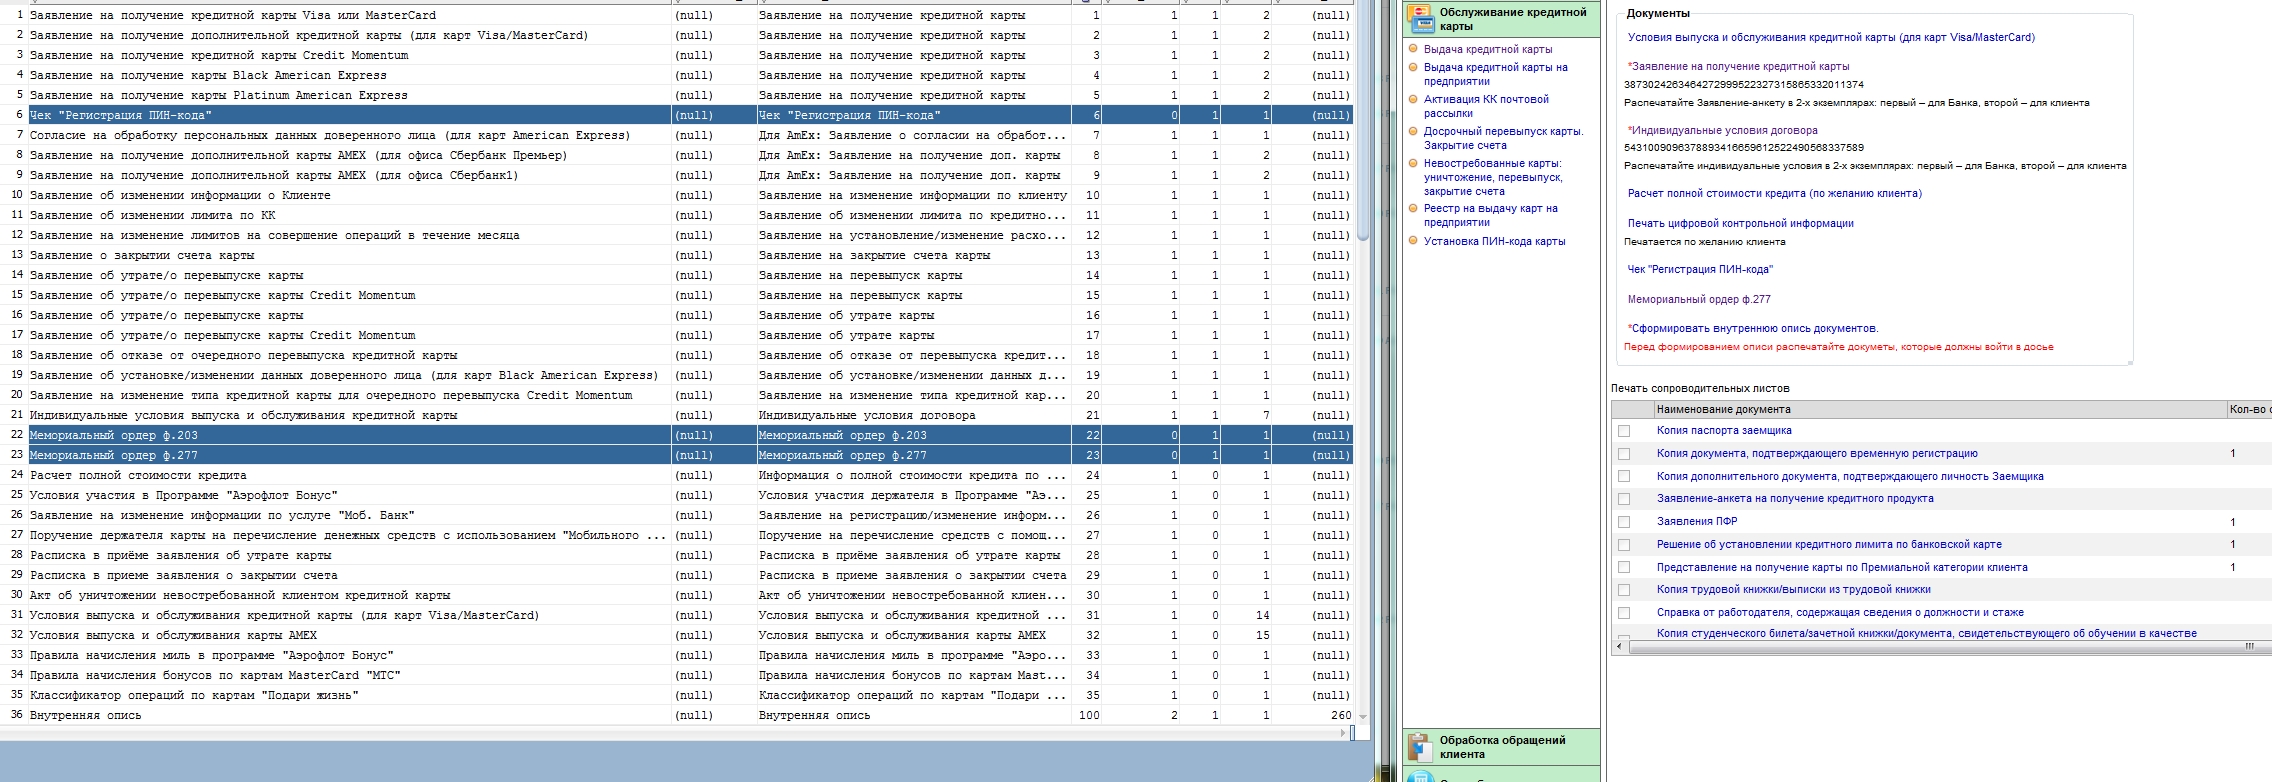 1 Заявление на получение кредитной карты Visa или MasterCard (null) Заявление на получение кредитной карты 1 1 1 2 (null)
2 Заявление на получение дополнительной кредитной карты (для карт Visa/MasterCard) (null) Заявление на получение кредитной карты 2 1 1 2 (null)
3 Заявление на получение кредитной карты Credit Momentum (null) Заявление на получение кредитной карты 3 1 1 2 (null)
4 Заявление на получение карты Black American Express (null) Заявление на получение кредитной карты 4 1 1 2 (null)
5 Заявление на получение карты Platinum American Express (null) Заявление на получение кредитной карты 5 1 1 2 (null)
6 Чек "Регистрация ПИН-кода" (null) Чек "Регистрация ПИН-кода" 6 0 1 1 (null)
7 Согласие на обработку персональных данных доверенного лица (для карт American Express) (null) Для AmEx: Заявление о согласии на обработ... 7 1 1 1 (null)
8 Заявление на получение дополнительной карты AMEX (для офиса Сбербанк Премьер) (null) Для AmEx: Заявление на получение доп. карты 8 1 1 2 (null)
9 Заявление на получение дополнительной карты AMEX (для офиса Сбербанк1) (null) Для AmEx: Заявление на получение доп. карты 9 1 1 2 (null)
10 Заявление об изменении информации о Клиенте (null) Заявление на изменение информации по клиенту 10 1 1 1 (null)
11 Заявление об изменении лимита по КК (null) Заявление об изменении лимита по кредитно... 11 1 1 1 (null)
12 Заявление на изменение лимитов на совершение операций в течение месяца (null) Заявление на установление/изменение расхо... 12 1 1 1 (null)
13 Заявление о закрытии счета карты (null) Заявление на закрытие счета карты 13 1 1 1 (null)
14 Заявление об утрате/о перевыпуске карты (null) Заявление на перевыпуск карты 14 1 1 1 (null)
15 Заявление об утрате/о перевыпуске карты Credit Momentum (null) Заявление на перевыпуск карты 15 1 1 1 (null)
16 Заявление об утрате/о перевыпуске карты (null) Заявление об утрате карты 16 1 1 1 (null)
17 Заявление об утрате/о перевыпуске карты Credit Momentum (null) Заявление об утрате карты 17 1 1 1 (null)
18 Заявление об отказе от очередного перевыпуска кредитной карты (null) Заявление об отказе от перевыпуска кредит... 18 1 1 1 (null)
19 Заявление об установке/изменении данных доверенного лица (для карт Black American Express) (null) Заявление об установке/изменении данных д... 19 1 1 1 (null)
20 Заявление на изменение типа кредитной карты для очередного перевыпуска Credit Momentum (null) Заявление на изменение типа кредитной кар... 20 1 1 1 (null)
21 Индивидуальные условия выпуска и обслуживания кредитной карты (null) Индивидуальные условия договора 21 1 1 7 (null)
22 Мемориальный ордер ф.203 (null) Мемориальный ордер ф.203 22 0 1 1 (null)
23 Мемориальный ордер ф.277 (null) Мемориальный ордер ф.277 23 0 1 1 (null)
24 Расчет полной стоимости кредита (null) Информация о полной стоимости кредита по ... 24 1 0 1 (null)
25 Условия участия в Программе "Аэрофлот Бонус" (null) Условия участия держателя в Программе "Аэ... 25 1 0 1 (null)
26 Заявление на изменение информации по услуге "Моб. Банк" (null) Заявление на регистрацию/изменение информ... 26 1 0 1 (null)
27 Поручение держателя карты на перечисление денежных средств с использованием "Мобильного ... (null) Поручение на перечисление средств с помощ... 27 1 0 1 (null)
28 Расписка в приёме заявления об утрате карты (null) Расписка в приёме заявления об утрате карты 28 1 0 1 (null)
29 Расписка в приеме заявления о закрытии счета (null) Расписка в приеме заявления о закрытии счета 29 1 0 1 (null)
30 Акт об уничтожении невостребованной клиентом кредитной карты (null) Акт об уничтожении невостребованной клиен... 30 1 0 1 (null)
31 Условия выпуска и обслуживания кредитной карты (для карт Visa/MasterCard) (null) Условия выпуска и обслуживания кредитной ... 31 1 0 14 (null)
32 Условия выпуска и обслуживания карты AMEX (null) Условия выпуска и обслуживания карты AMEX 32 1 0 15 (null)
33 Правила начисления миль в программе "Аэрофлот Бонус" (null) Правила начисления миль в программе "Аэро... 33 1 0 1 (null)
34 Правила начисления бонусов по картам MasterCard "МТС" (null) Правила начисления бонусов по картам Mast... 34 1 0 1 (null)
35 Классификатор операций по картам "Подари жизнь" (null) Классификатор операций по картам "Подари ... 35 1 0 1 (null)
36 Внутренняя опись (null) Внутренняя опись 100 2 1 1 260
Обслуживание кредитной
карты
Выдача кредитной карты
Выдача кредитной карты на
предприятии
Активация КК почтовой
рассылки
Досрочный перевыпуск карты.
Закрытие счета
Невостребованные карты:
уничтожение, перевыпуск,
закрытие счета
Реестр на выдачу карт на
предприятии
Установка ПИН-кода карты
Обработка обращений
клиента
Документы
Условия выпуска и обслуживания кредитной карты (для карт Visa/MasterCard)
*Заявление на получение кредитной карты
38730242634642729995223273158653320​11374
Распечатайте Заявление-анкету в 2-х экземплярах: первый – для Банка, второй – для клиента
*Индивидуальные условия договора
543100909637889341665961252249056833​7589
Распечатайте индивидуальные условия в 2-х экземплярах: первый – для Банка, второй – для клиента
Расчет полной стоимости кредита (по желанию клиента)
Печать цифровой контрольной информации
Печатается по желанию клиента
Чек "Регистрация ПИН-кода"
Мемориальный ордер ф.277
*Сформировать внутреннюю опись документов.
Перед формированием описи распечатайте докуметы, которые должны войти в досье
Печать сопроводительных листов
Наименование документа Кол-во
Копия паспорта заемщика
Копия документа, подтверждающего временную регистрацию 1
Копия дополнительного документа, подтверждающего личность Заемщика
Заявление-анкета на получение кредитного продукта
Заявления ПФР 1
Решение об установлении кредитного лимита по банковской карте 1
Представление на получение карты по Премиальной категории клиента 1
Копия трудовой книжки/выписки из трудовой книжки
Справка от работодателя, содержащая сведения о должности и стаже
Копия студенческого билета/зачетной книжки/документа, свидетельствующего об обучении в качестве